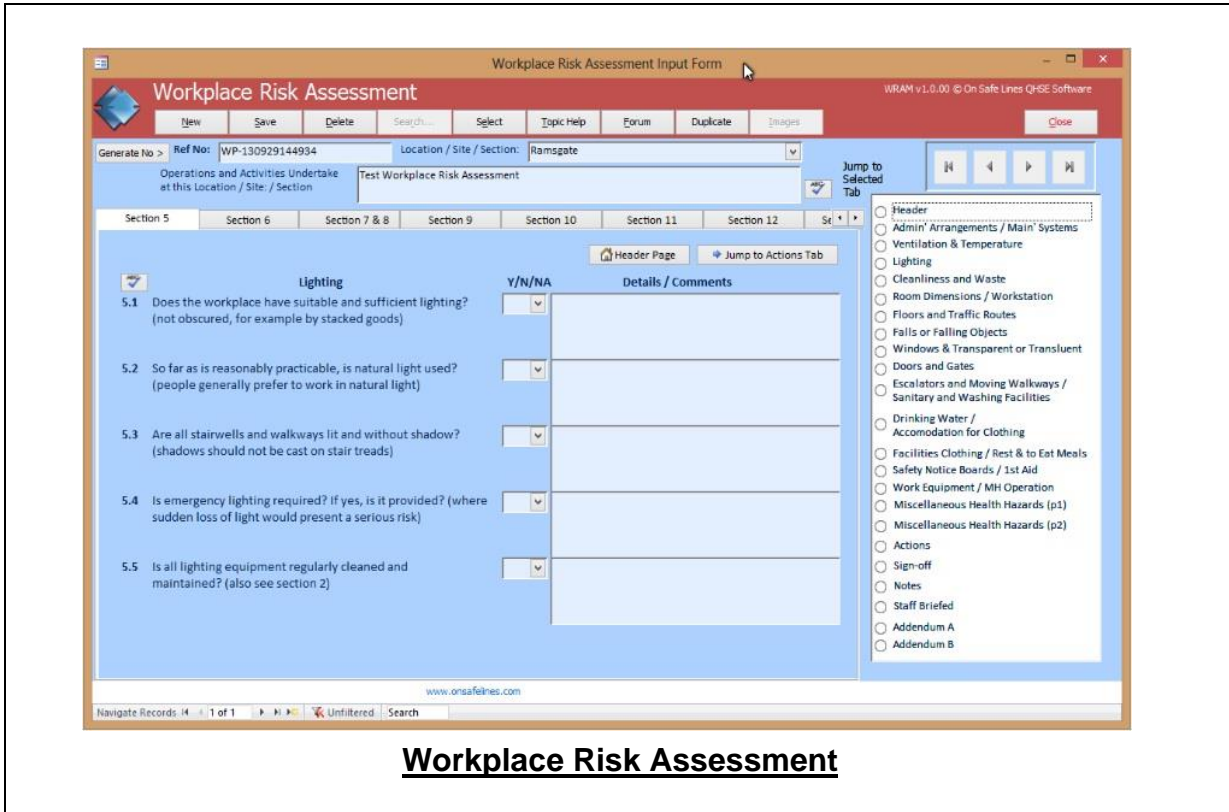 Workplace Risk Assessment Input Form
Workplace Risk Assessment
WRAM v1.0.00 © On Safe Lines QHSE Software
New Save Delete Search... Select Topic Help Forum Duplicate Images Close
Generate No > Ref No: WP-130929144934 Location / Site / Section: Ramsgate
Operations and Activities Undertake
at this Location / Site: / Section
Test Workplace Risk Assessment
ABC
Jump to
Selected
Tab
Section 5 Section 6 Section 7 & 8 Section 9 Section 10 Section 11 Section 12
Header Page Jump to Actions Tab
ABC
Lighting Y/N/NA Details / Comments
5.1 Does the workplace have suitable and sufficient lighting?
(not obscured, for example by stacked goods)
5.2 So far as is reasonably practicable, is natural light used?
(people generally prefer to work in natural light)
5.3 Are all stairwells and walkways lit and without shadow?
(shadows should not be cast on stair treads)
5.4 Is emergency lighting required? If yes, is it provided? (where
sudden loss of light would present a serious risk)
5.5 Is all lighting equipment regularly cleaned and
maintained? (also see section 2)
Header
Admin' Arrangements / Main' Systems
Ventilation & Temperature
Lighting
Cleanliness and Waste
Room Dimensions / Workstation
Floors and Traffic Routes
Falls or Falling Objects
Windows & Transparent or Transluent
Doors and Gates
Escalators and Moving Walkways /
Sanitary and Washing Facilities
Drinking Water /
Accomodation for Clothing
Facilities Clothing / Rest & to Eat Meals
Safety Notice Boards / 1st Aid
Work Equipment / MH Operation
Miscellaneous Health Hazards (p1)
Miscellaneous Health Hazards (p2)
Actions
Sign-off
Notes
Staff Briefed
Addendum A
Addendum B
www.onsafelines.com
Navigate Records 1 of 1 Unfiltered Search
Workplace Risk Assessment